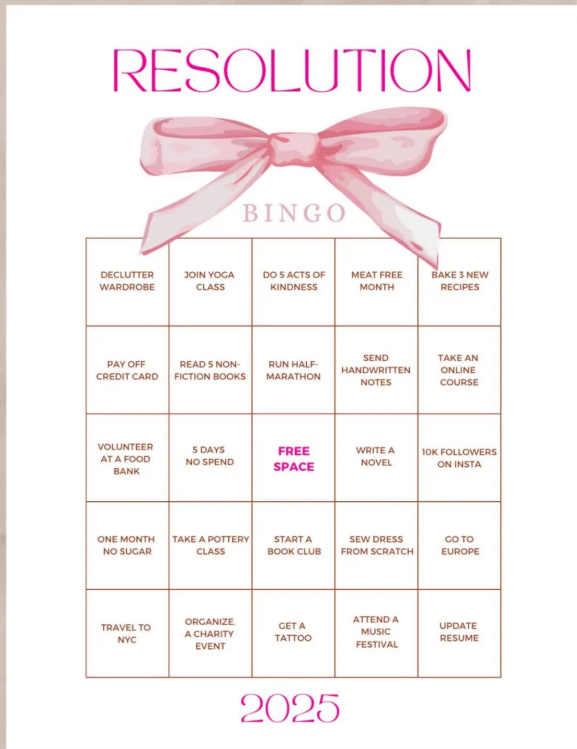 RESOLUTION
BINGO
DECLUTTER
WARDROBE
JOIN YOGA
CLASS
DO 5 ACTS OF
KINDNESS
MEAT FREE
MONTH
BAKE 3 NEW
RECIPES
PAY OFF
CREDIT CARD
READ 5 NON-
FICTION BOOKS
RUN HALF-
MARATHON
SEND
HANDWRITTEN
NOTES
TAKE AN
ONLINE
COURSE
VOLUNTEER
AT A FOOD
BANK
5 DAYS
NO SPEND
FREE
SPACE
WRITE A
NOVEL
10K FOLLOWERS
ON INSTA
ONE MONTH
NO SUGAR
TAKE A POTTERY
CLASS
START A
BOOK CLUB
SEW DRESS
FROM SCRATCH
GO TO
EUROPE
TRAVEL TO
NYC
ORGANIZE.
A CHARITY
EVENT
GET A
TATTOO
ATTEND A
MUSIC
FESTIVAL
UPDATE
RESUME
2025